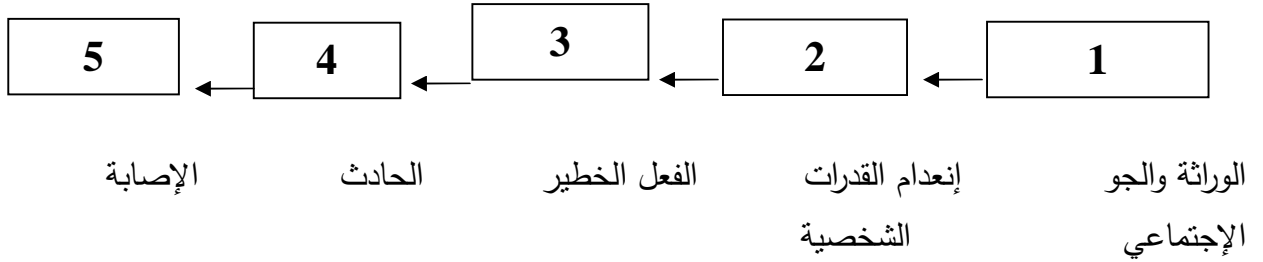 1 2 3 4 5
الوراثة والجو إنعدام القدرات الفعل الخطير الحادث الإصابة
الإجتماعي الشخصية